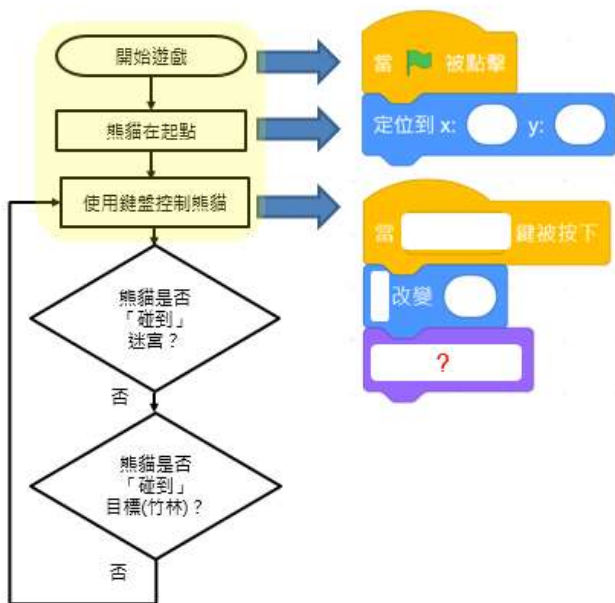 開始遊戲
當 被點擊
熊貓在起點
定位到 x: y:
使用鍵盤控制熊貓
當 鍵被按下
改變
?
熊貓是否
「碰到」
迷宮？
否
熊貓是否
「碰到」
目標(竹林)？
否